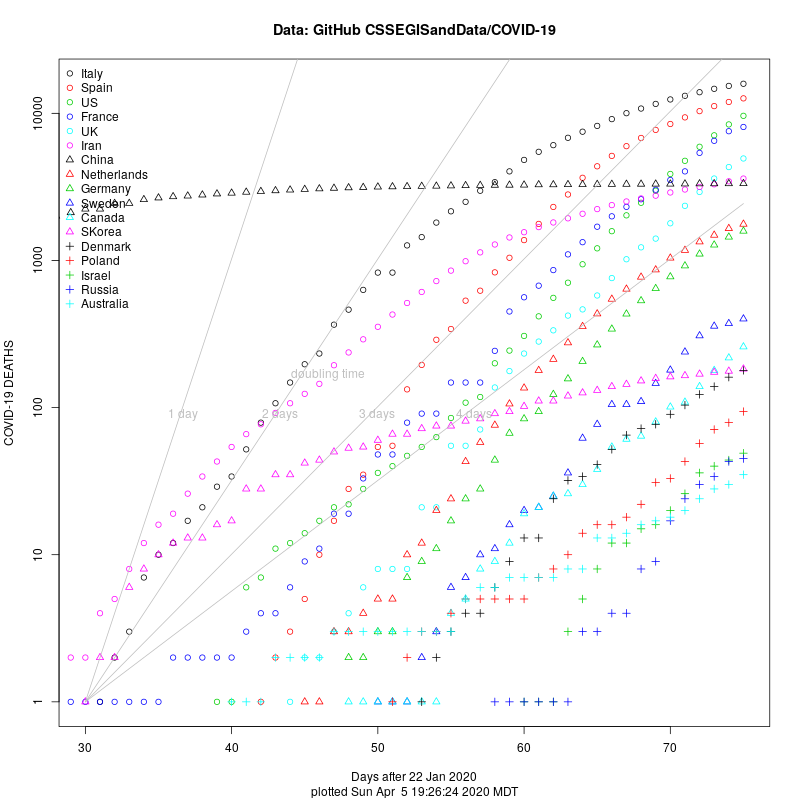 Data: GitHub CSSEGISandData/COVID-19
Italy
Spain
US
France
UK
Iran
China
Netherlands
Germany
Sweden
Canada
SKorea
Denmark
Poland
Israel
Russia
Australia
doubling time
1 day
2 days
3 days
4 days
COVID-19 DEATHS
10000
1000
100
10
1
30
40
50
60
70
Days after 22 Jan 2020
plotted Sun Apr  5 19:26:24 2020 MDT